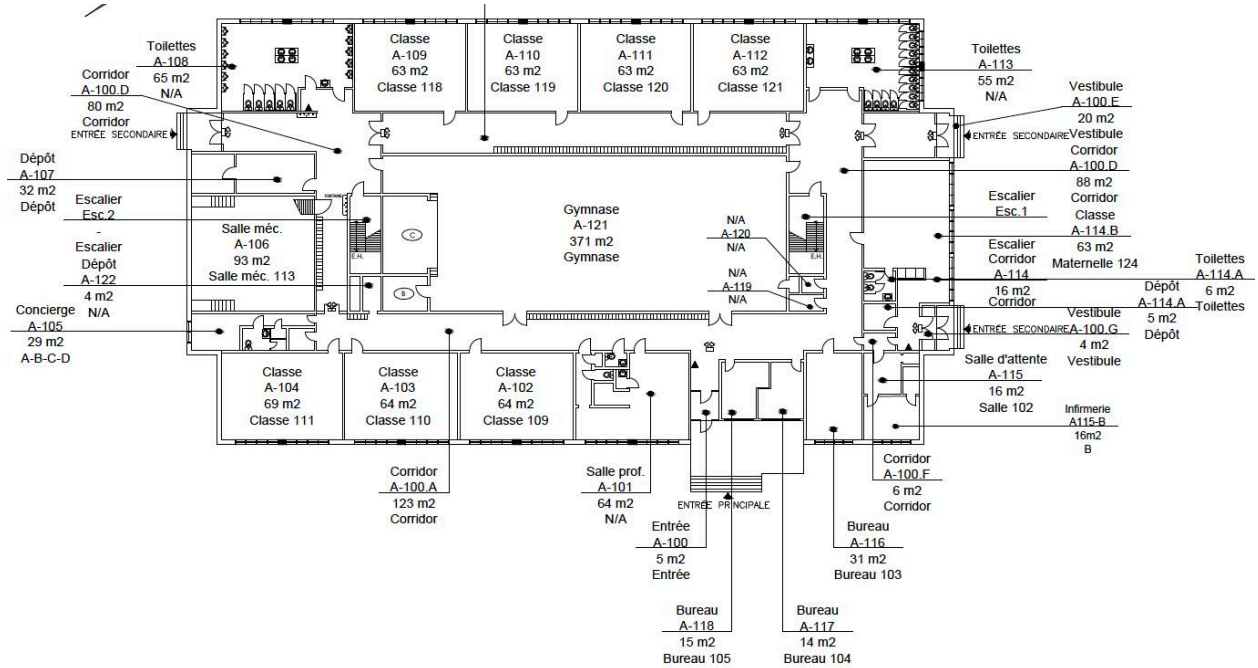 Toilettes
A-108
65 m2
N/A
Corridor
A-100.D
80 m2
Corridor
ENTRÉE SECONDAIRE
Classe
A-109
63 m2
Classe 118
Classe
A-110
63 m2
Classe 119
Classe
A-111
63 m2
Classe 120
Classe
A-112
63 m2
Classe 121
Toilettes
A-113
55 m2
N/A
Vestibule
A-100.E
20 m2
Vestibule
ENTRÉE SECONDAIRE
Corridor
A-100.D
88 m2
Corridor
Dépôt
A-107
32 m2
Dépôt
Escalier
Esc.2
-
Escalier
FONTAINE
E.H.
Salle méc.
A-106
93 m2
Salle méc. 113
Dépôt
A-122
4 m2
N/A
C
B
Gymnase
A-121
371 m2
Gymnase
N/A
A-120
N/A
N/A
A-119
N/A
E.H.
Escalier
Esc.1
-
Escalier
Classe
A-114.B
63 m2
Maternelle 124
Corridor
A-114
16 m2
Corridor
Toilettes
A-114.A
6 m2
Toilettes
Dépôt
A-114.A
5 m2
Dépôt
ENTRÉE SECONDAIRE
Vestibule
A-100.G
4 m2
Vestibule
Concierge
A-105
29 m2
A-B-C-D
Classe
A-104
69 m2
Classe 111
Classe
A-103
64 m2
Classe 110
Classe
A-102
64 m2
Classe 109
Salle d'attente
A-115
16 m2
Salle 102
Infirmerie
A115-B
16m2
B
Corridor
A-100.A
123 m2
Corridor
Salle prof.
A-101
64 m2
N/A
ENTRÉE PRINCIPALE
Corridor
A-100.F
6 m2
Corridor
Entrée
A-100
5 m2
Entrée
Bureau
A-116
31 m2
Bureau 103
Bureau
A-118
15 m2
Bureau 105
Bureau
A-117
14 m2
Bureau 104